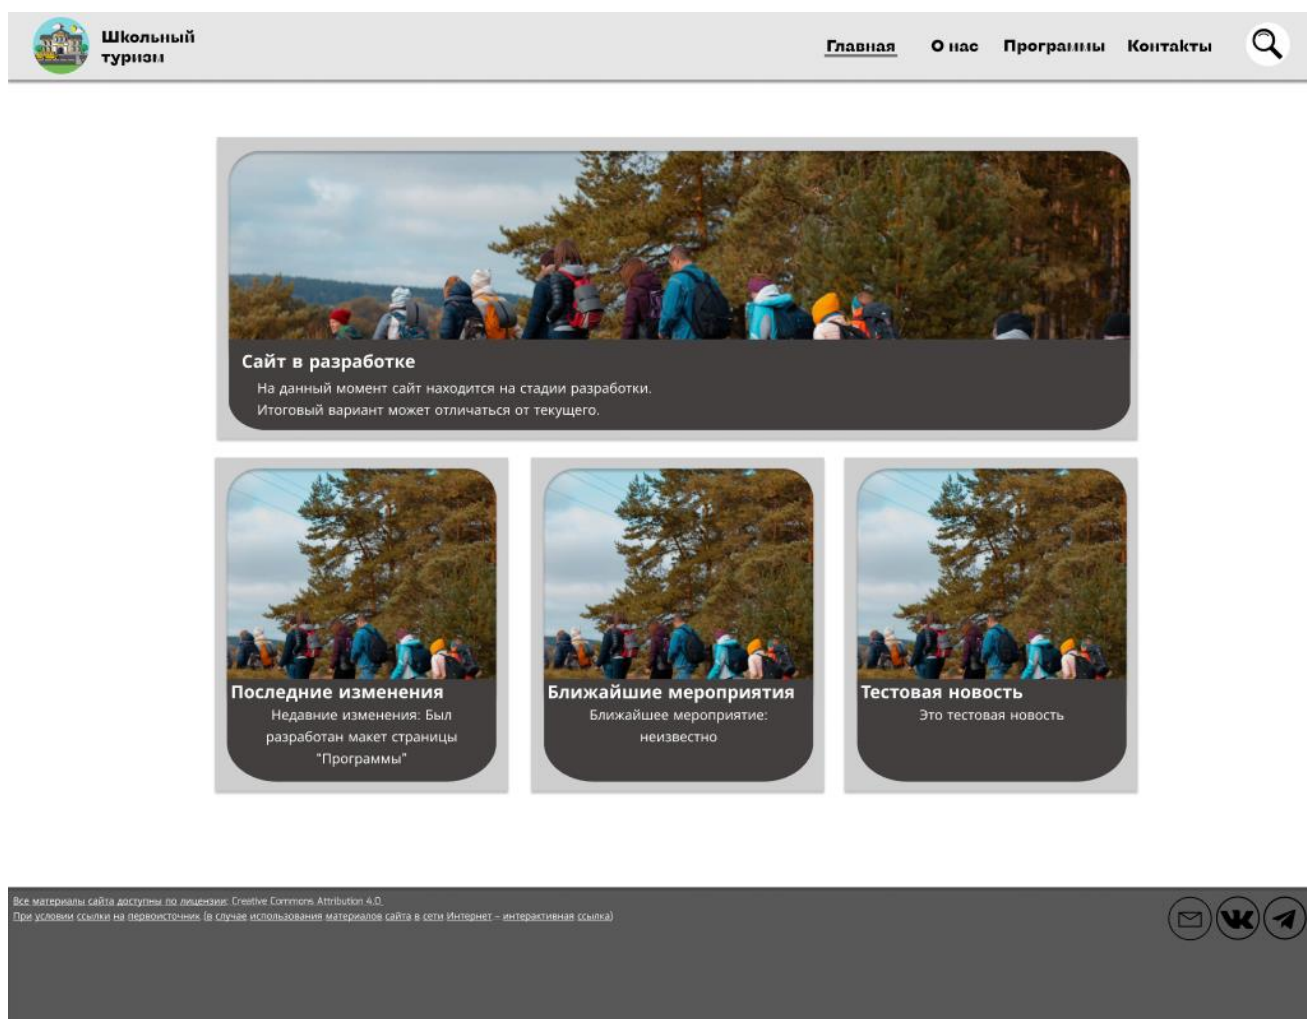 Школьный
туризм
Главная О нас Программы Контакты
Сайт в разработке
На данный момент сайт находится на стадии разработки.
Итоговый вариант может отличаться от текущего.
Последние изменения
Недавние изменения: Был
разработан макет страницы
"Программы"
Ближайшие мероприятия
Ближайшее мероприятие:
неизвестно
Тестовая новость
Это тестовая новость
Все материалы сайта доступны по лицензии: Creative Commons Attribution 4.0.
При условии ссылки на первоисточник (в случае использования материалов сайта в сети Интернет – интерактивная ссылка)